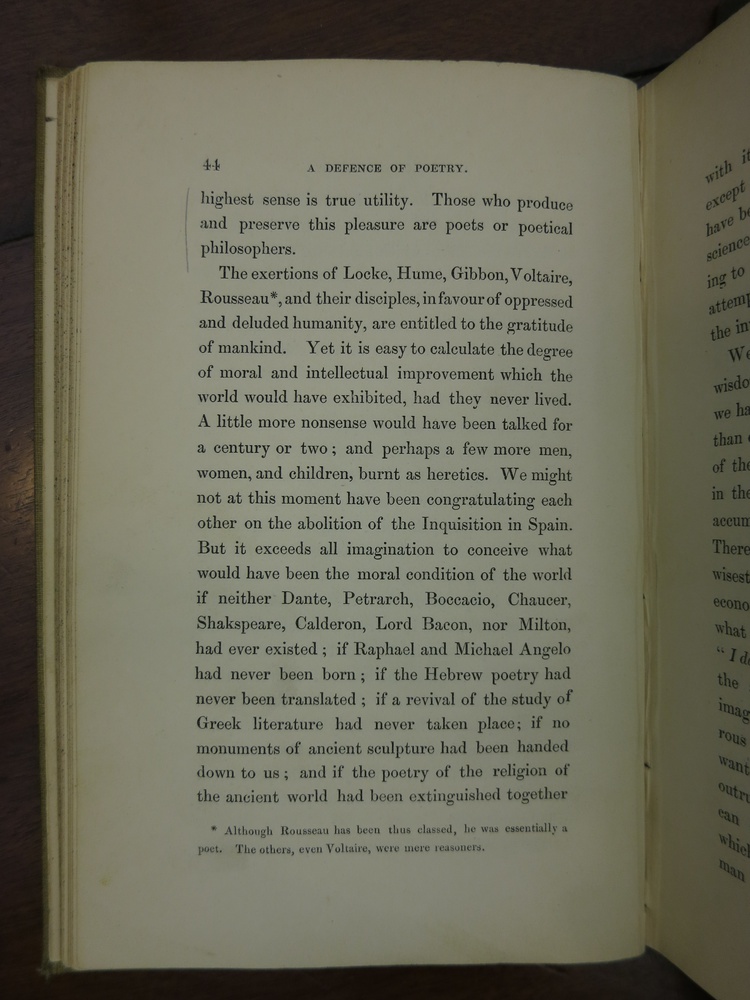 44
A DEFENCE OF POETRY.
highest sense is true utility. Those who produce
and preserve this pleasure are poets or poetical
philosophers.
The exertions of Locke, Hume, Gibbon, Voltaire,
Rousseau*, and their disciples, in favour of oppressed
and deluded humanity, are entitled to the gratitude
of mankind. Yet it is easy to calculate the degree
of moral and intellectual improvement which the
world would have exhibited, had they never lived.
A little more nonsense would have been talked for
a century or two; and perhaps a few more men,
women, and children, burnt as heretics. We might
not at this moment have been congratulating each
other on the abolition of the Inquisition in Spain.
But it exceeds all imagination to conceive what
would have been the moral condition of the world
if neither Dante, Petrarch, Boccacio, Chaucer,
Shakspeare, Calderon, Lord Bacon, nor Milton,
had ever existed; if Raphael and Michael Angelo
had never been born; if the Hebrew poetry had
never been translated; if a revival of the study of
Greek literature had never taken place; if no
monuments of ancient sculpture had been handed
down to us; and if the poetry of the religion of
the ancient world had been extinguished together
* Although Rousseau has been thus classed, he was essentially a
poet. The others, even Voltaire, were mere reasoners.
with it
except
have be
science
ing to
attemp
the in
We
wisdo
we ha
than
of the
in the
accum
There
wisest
econo
what
"I do
the
imag
rous
want
outru
can
which
man